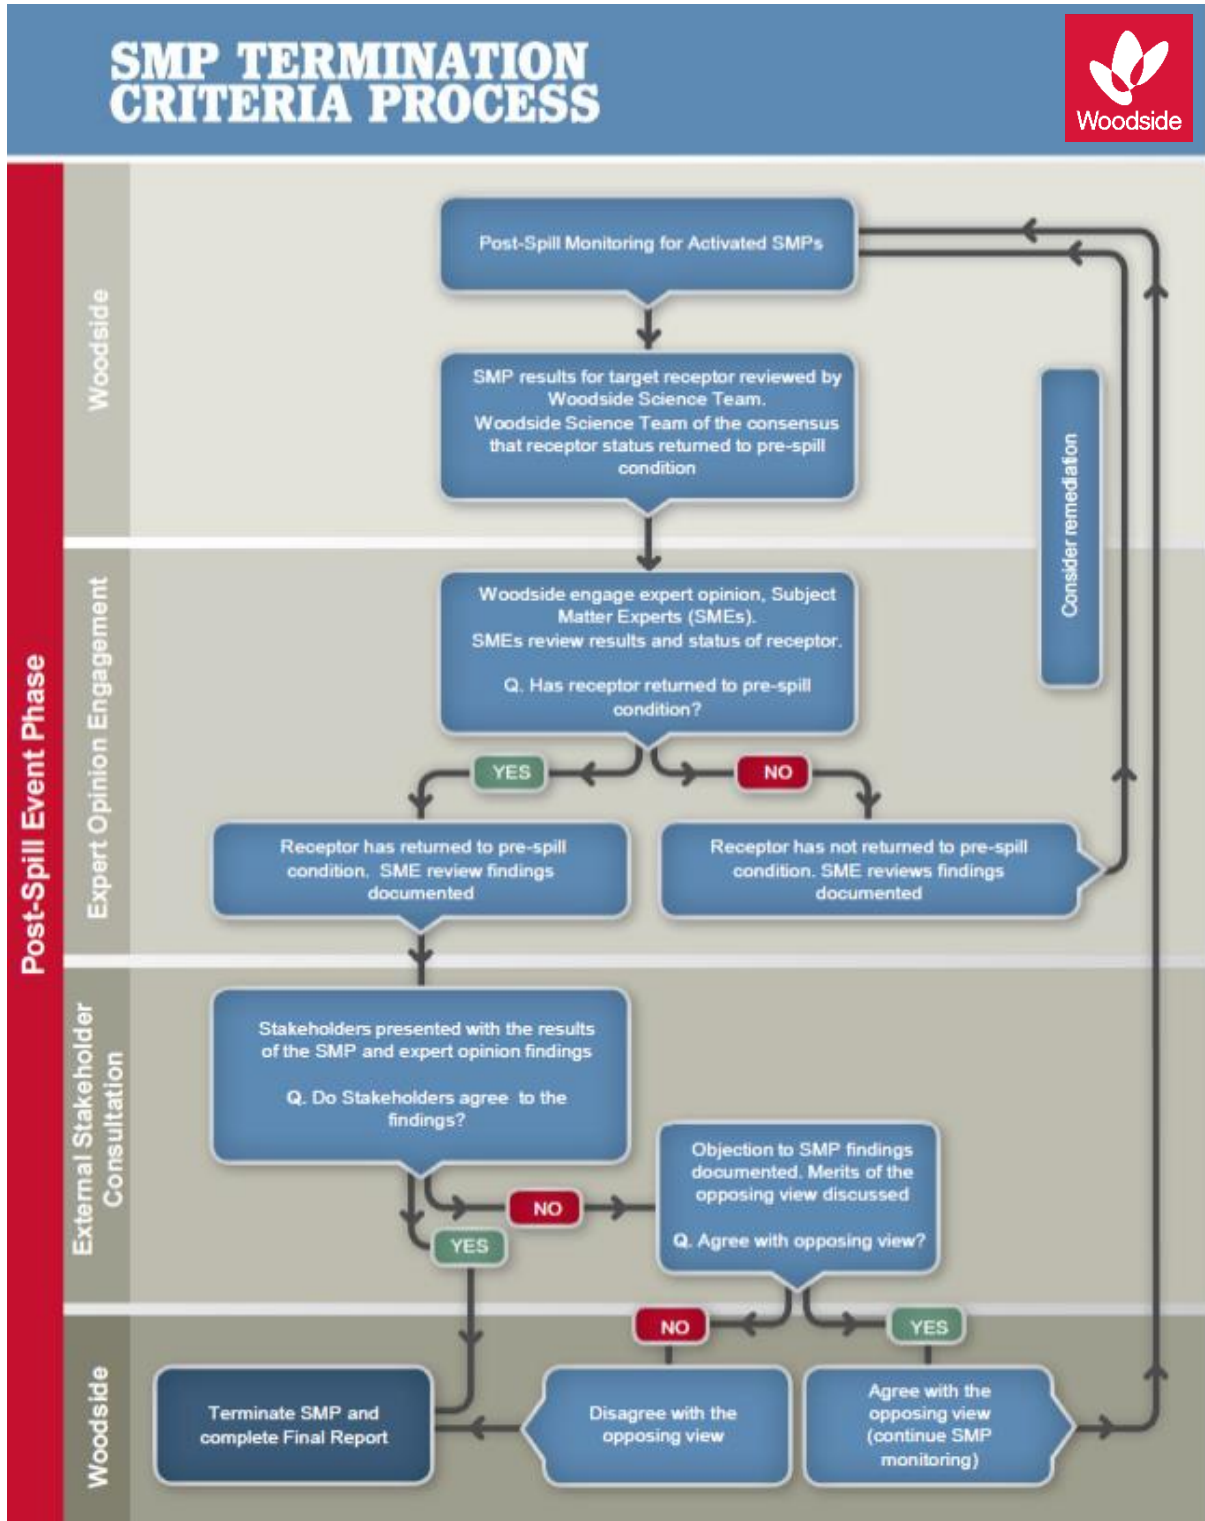 SMP TERMINATION
CRITERIA PROCESS
Woodside
Post-Spill Event Phase
Woodside
Post-Spill Monitoring for Activated SMPs
SMP results for target receptor reviewed by
Woodside Science Team.
Woodside Science Team of the consensus
that receptor status returned to pre-spill
condition
Consider remediation
Expert Opinion Engagement
Woodside engage expert opinion, Subject
Matter Experts (SMEs).
SMEs review results and status of receptor.
Q. Has receptor returned to pre-spill
condition?
YES
NO
Receptor has returned to pre-spill
condition. SME review findings
documented
Receptor has not returned to pre-spill
condition. SME reviews findings
documented
External Stakeholder
Consultation
Stakeholders presented with the results
of the SMP and expert opinion findings
Q. Do Stakeholders agree to the
findings?
NO
YES
Objection to SMP findings
documented. Merits of the
opposing view discussed
Q. Agree with opposing view?
NO
YES
Woodside
Terminate SMP and
complete Final Report
Disagree with the
opposing view
Agree with the
opposing view
(continue SMP
monitoring)